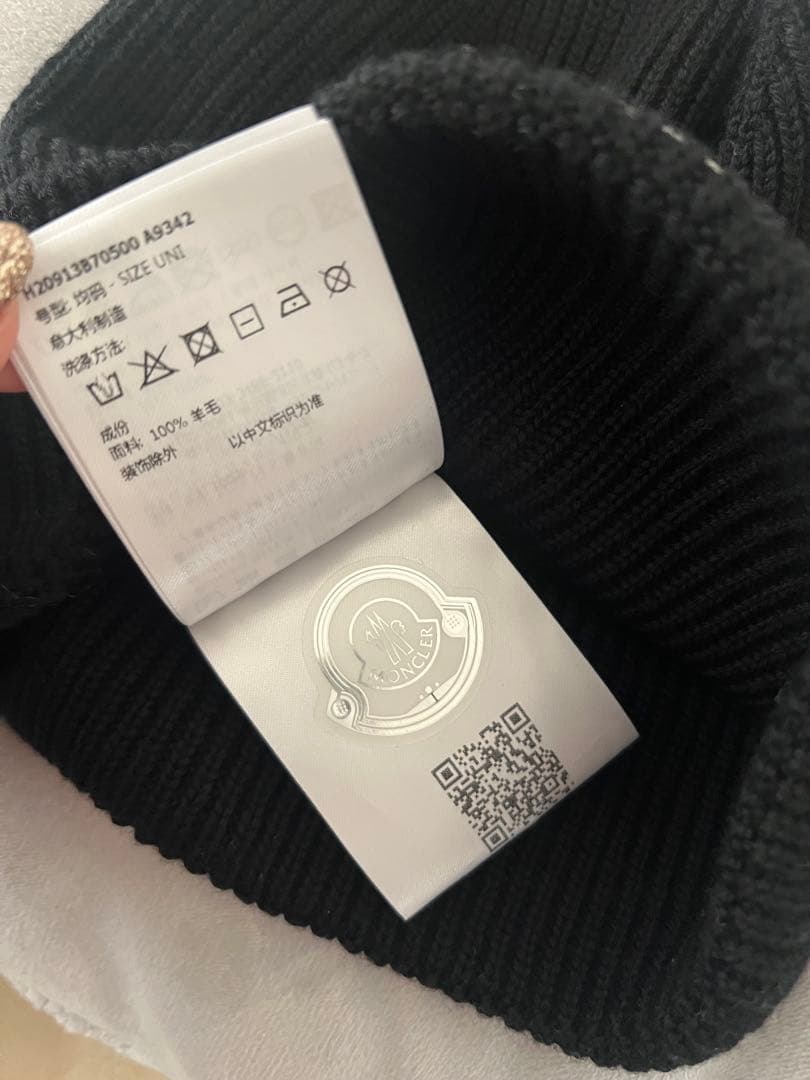 H20913B70500 A9342
号型: 均码 - SIZE UNI
意大利制造
洗涤方法:
成份
面料: 100% 羊毛
装饰除外
以中文标识为准
MONCLER